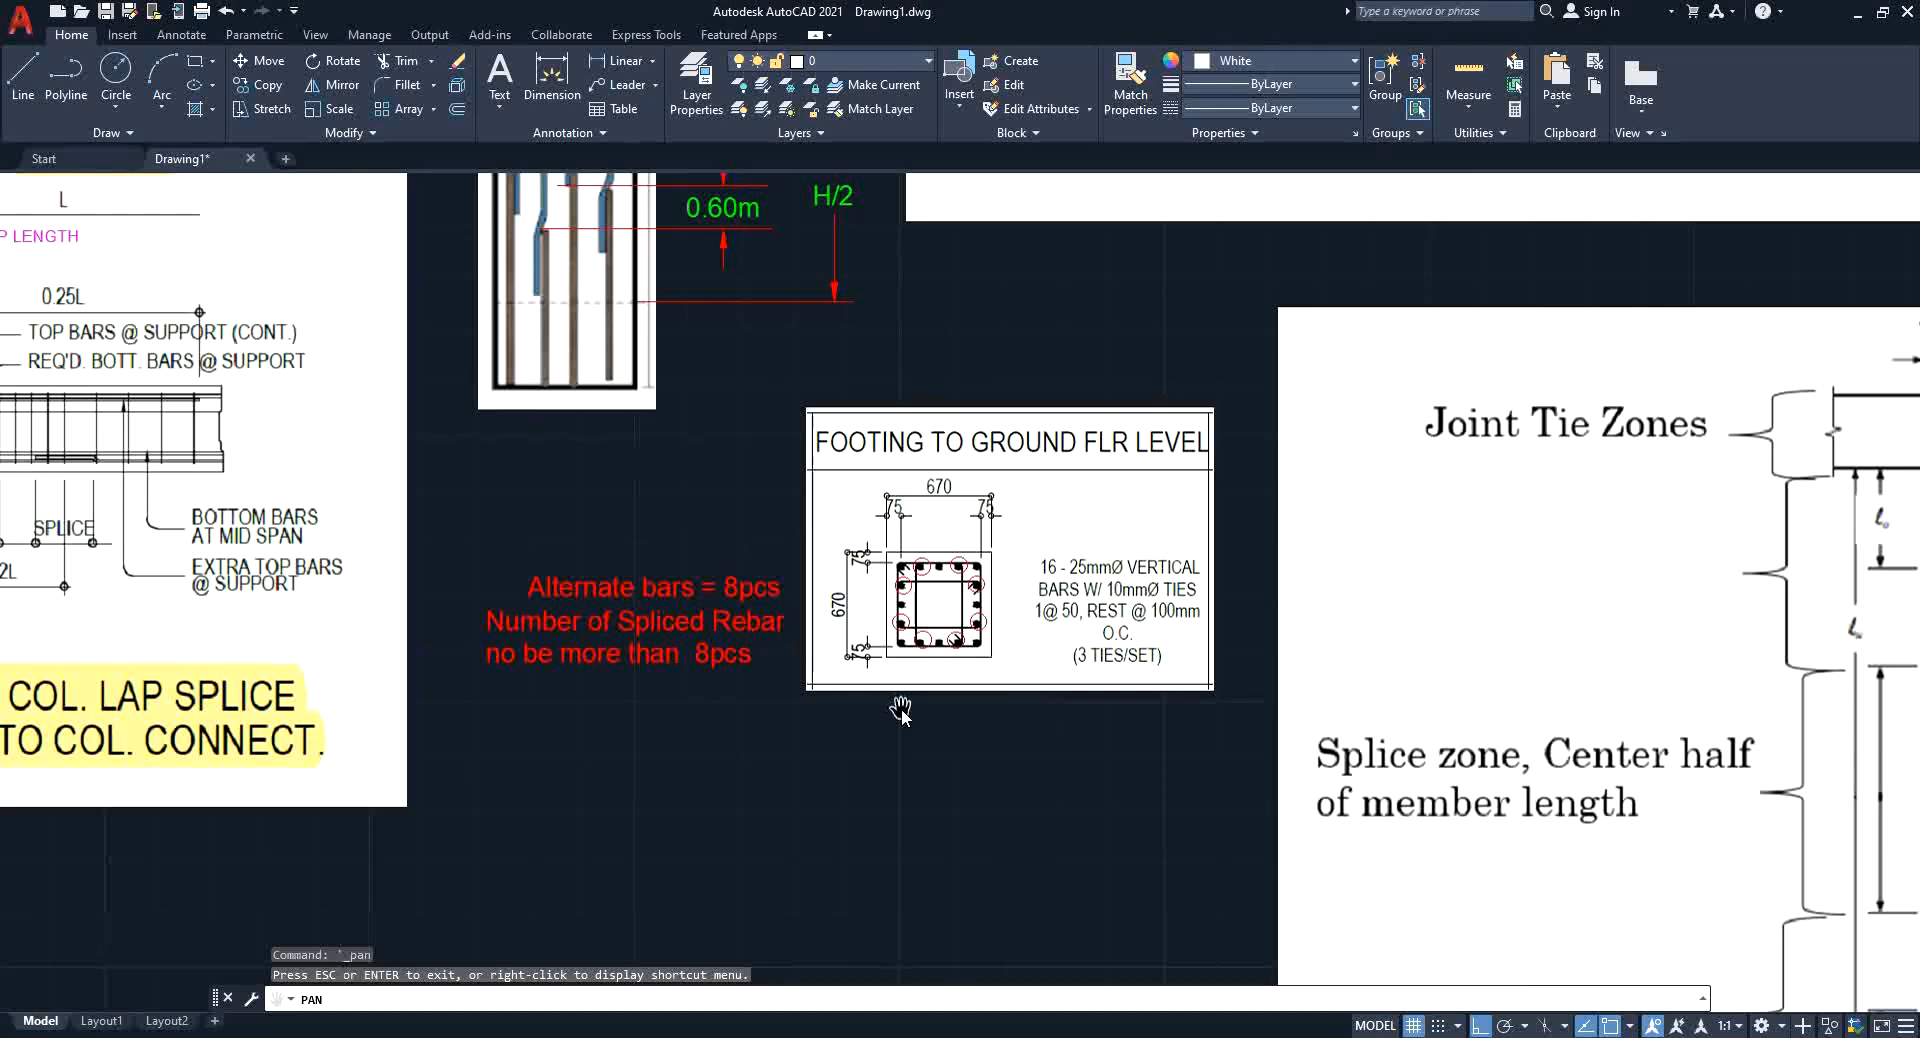 Autodesk AutoCAD 2021 Drawing1.dwg
Type a keyword or phrase
Sign In
Home Insert Annotate Parametric View Manage Output Add-ins Collaborate Express Tools Featured Apps
Line Polyline Circle Arc
Move Rotate Trim
Copy Mirror Fillet
Stretch Scale Array
Text Dimension
Linear
Leader
Table
Layer
Properties
0
Make Current
Match Layer
Insert
Create
Edit
Edit Attributes
Match
Properties
White
ByLayer
ByLayer
Group
Measure
Paste
Base
Draw Modify Annotation Layers Block Properties Groups Utilities Clipboard View
Start Drawing1*
L
P LENGTH
0.25L
TOP BARS @ SUPPORT (CONT.)
REQ'D. BOTT. BARS @ SUPPORT
SPLICE
BOTTOM BARS
AT MID SPAN
2L
EXTRA TOP BARS
@ SUPPORT
COL. LAP SPLICE
TO COL. CONNECT.
0.60m
H/2
Alternate bars = 8pcs
Number of Spliced Rebar
no be more than 8pcs
FOOTING TO GROUND FLR LEVEL
670
75 75
75
670
75
16 - 25mmØ VERTICAL
BARS W/ 10mmØ TIES
1@ 50, REST @ 100mm
O.C.
(3 TIES/SET)
Joint Tie Zones
Splice zone, Center half
of member length
Command: '_pan
Press ESC or ENTER to exit, or right-click to display shortcut menu.
PAN
Model Layout1 Layout2
MODEL
1:1